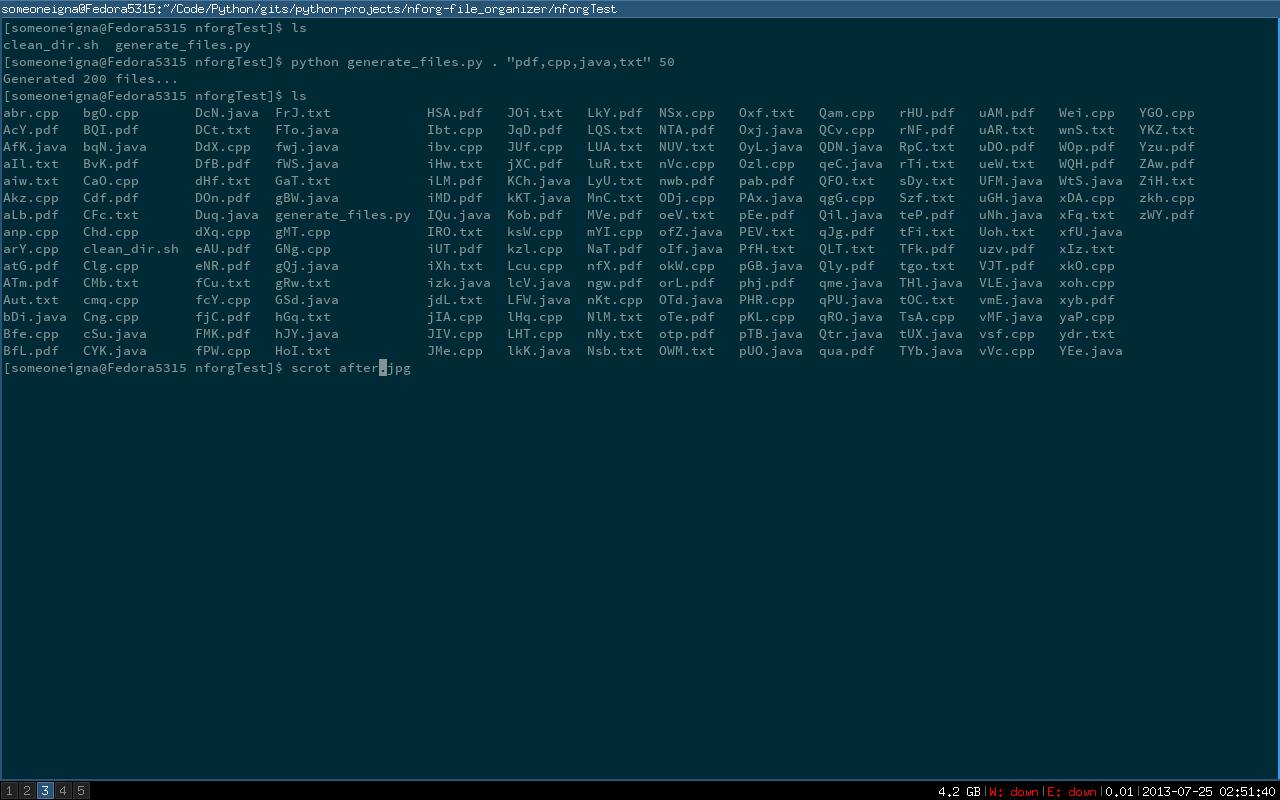 someoneigna@Fedora5315:~/Code/Python/gits/python-projects/nforg-file_organizer/nforgTest
[someoneigna@Fedora5315 nforgTest]$ ls
clean_dir.sh  generate_files.py
[someoneigna@Fedora5315 nforgTest]$ python generate_files.py . "pdf,cpp,java,txt" 50
Generated 200 files...
[someoneigna@Fedora5315 nforgTest]$ ls
abr.cpp   bgO.cpp       DcN.java  FrJ.txt            HSA.pdf   JOi.txt   LkY.pdf  NSx.cpp   Oxf.txt   Qam.cpp   rHU.pdf   uAM.pdf   Wei.cpp   YGO.cpp
AcY.pdf   BQI.pdf       DCt.txt   FTo.java           Ibt.cpp   JqD.pdf   LQS.txt  NTA.pdf   Oxj.java  QCv.cpp   rNF.pdf   uAR.txt   wnS.txt   YKZ.txt
AfK.java  bqN.java      DdX.cpp   fwj.java           ibv.cpp   JUf.cpp   LUA.txt  NUV.txt   OyL.java  QDN.java  RpC.txt   uDO.pdf   WOp.pdf   Yzu.pdf
aIl.txt   BvK.pdf       DfB.pdf   fWS.java           iHw.txt   jXC.pdf   luR.txt  nVc.cpp   Ozl.cpp   qeC.java  rTi.txt   ueW.txt   WQH.pdf   ZAw.pdf
aiw.txt   CaO.cpp       dHf.txt   GaT.txt            iLM.pdf   KCh.java  LyU.txt  nwb.pdf   pab.pdf   QFO.txt   sDy.txt   UFM.java  WtS.java  ZiH.txt
Akz.cpp   Cdf.pdf       DOn.pdf   gBW.java           iMD.pdf   kKT.java  MnC.txt  ODj.cpp   PAx.java  qgG.cpp   Szf.txt   uGH.java  xDA.cpp   zkh.cpp
aLb.pdf   CFc.txt       Duq.java  generate_files.py  IQu.java  Kob.pdf   MVe.pdf  oeV.txt   pEe.pdf   Qil.java  teP.pdf   uNh.java  xFq.txt   zWY.pdf
anp.cpp   Chd.cpp       dXq.cpp   gMT.cpp            IRO.txt   ksW.cpp   mYI.cpp  ofZ.java  PEV.txt   qJg.pdf   tFi.txt   Uoh.txt   xfU.java
arY.cpp   clean_dir.sh  eAU.pdf   GNg.cpp            iUT.pdf   kzl.cpp   NaT.pdf  oIf.java  PfH.txt   QLT.txt   TFk.pdf   uzv.pdf   xIz.txt
atG.pdf   Clg.cpp       eNR.pdf   gQj.java           iXh.txt   Lcu.cpp   nfX.pdf  okW.cpp   pGB.java  Qly.pdf   tgo.txt   VJT.pdf   xkO.cpp
ATm.pdf   CMb.txt       fCu.txt   gRw.txt            izk.java  lcV.java  ngw.pdf  orL.pdf   phj.pdf   qme.java  THl.java  VLE.java  xoh.cpp
Aut.txt   cmq.cpp       fcY.cpp   GSd.java           jdL.txt   LFW.java  nKt.cpp  OTd.java  PHR.cpp   qPU.java  tOC.txt   vmE.java  xyb.pdf
bDi.java  Cng.cpp       fjC.pdf   hGq.txt            jIA.cpp   lHq.cpp   NlM.txt  oTe.pdf   pKL.cpp   qRO.java  TsA.cpp   vMF.java  yaP.cpp
Bfe.cpp   cSu.java      FMK.pdf   hJY.java           JIV.cpp   LHT.cpp   nNy.txt  otp.pdf   pTB.java  Qtr.java  tUX.java  vsf.cpp   ydr.txt
BfL.pdf   CYK.java      fPW.cpp   HoI.txt            JMe.cpp   lkK.java  Nsb.txt  OWM.txt   pUO.java  qua.pdf   TYb.java  vVc.cpp   YEe.java
[someoneigna@Fedora5315 nforgTest]$ scrot after.jpg
1 2 3 4 5 4.2 GB|W: down|E: down|0.01|2013-07-25 02:51:40